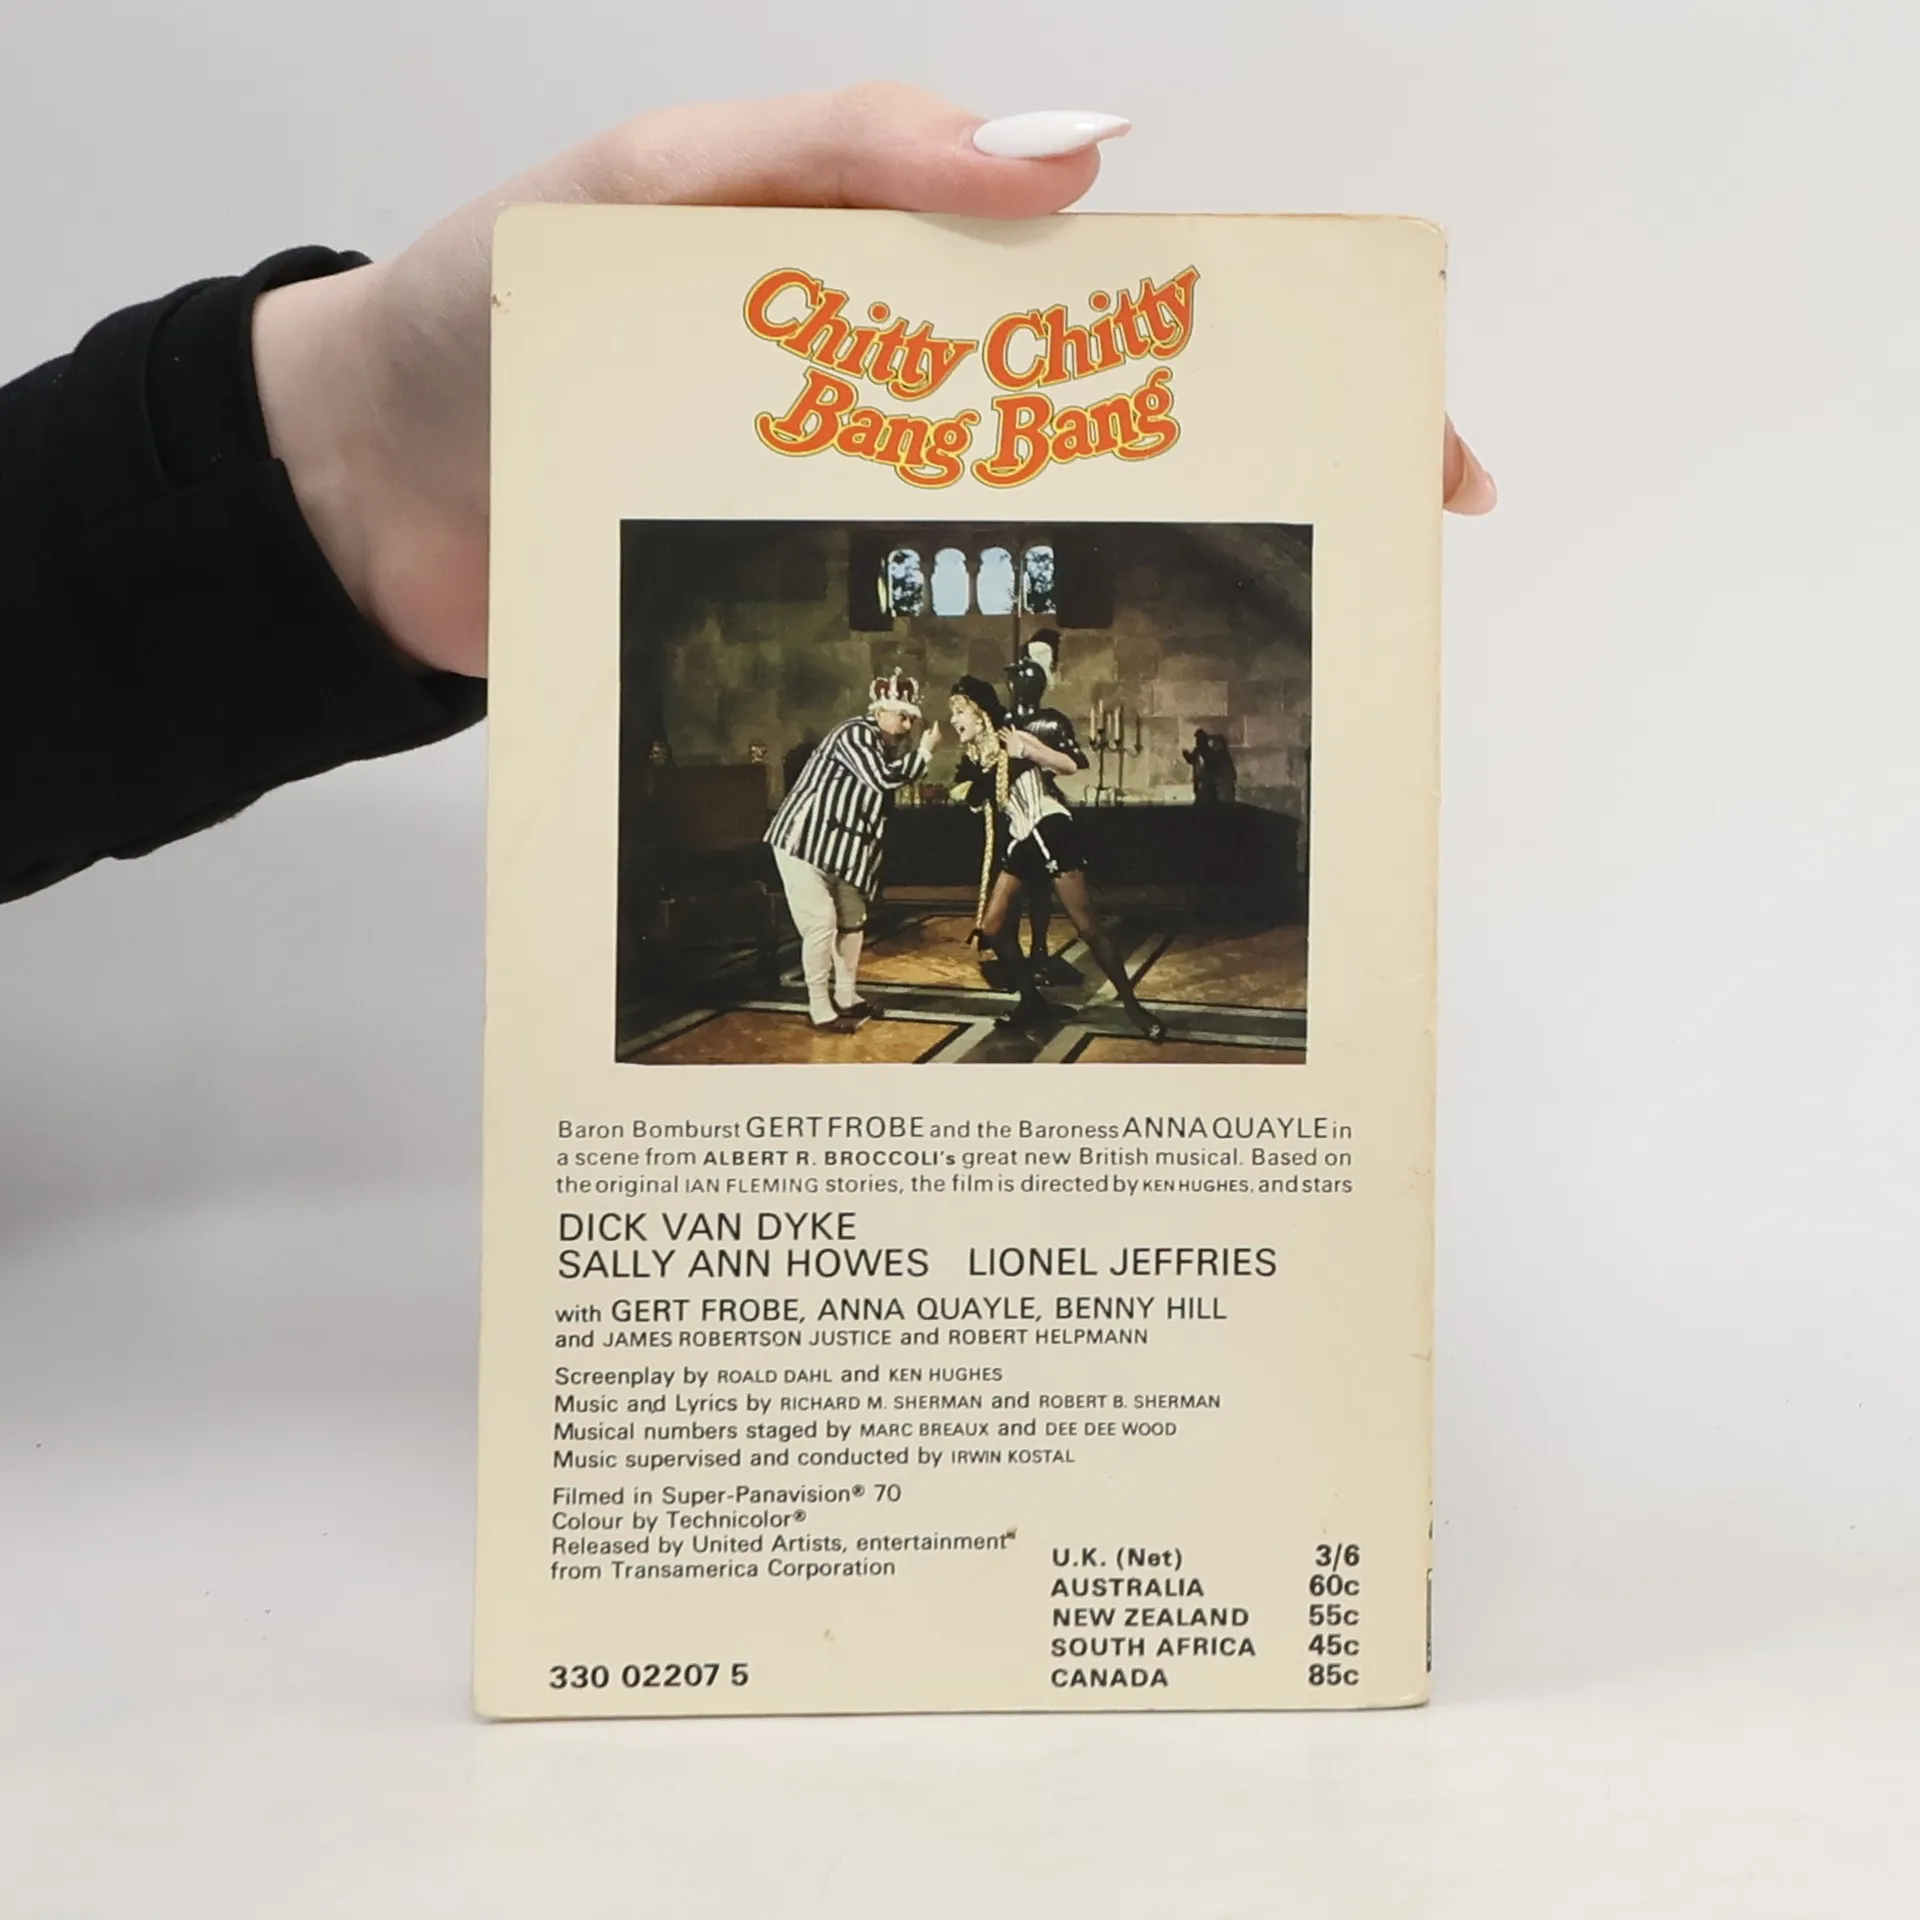 Chitty Chitty
Bang Bang
Baron Bomburst GERT FROBE and the Baroness ANNA QUAYLE in
a scene from ALBERT R. BROCCOLI's great new British musical. Based on
the original IAN FLEMING stories, the film is directed by KEN HUGHES, and stars
DICK VAN DYKE
SALLY ANN HOWES LIONEL JEFFRIES
with GERT FROBE, ANNA QUAYLE, BENNY HILL
and JAMES ROBERTSON JUSTICE and ROBERT HELPMANN
Screenplay by ROALD DAHL and KEN HUGHES
Music and Lyrics by RICHARD M. SHERMAN and ROBERT B. SHERMAN
Musical numbers staged by MARC BREAUX and DEE DEE WOOD
Music supervised and conducted by IRWIN KOSTAL
Filmed in Super-Panavision® 70
Colour by Technicolor®
Released by United Artists, entertainment
from Transamerica Corporation
U.K. (Net) 3/6
AUSTRALIA 60c
NEW ZEALAND 55c
SOUTH AFRICA 45c
CANADA 85c
330 02207 5